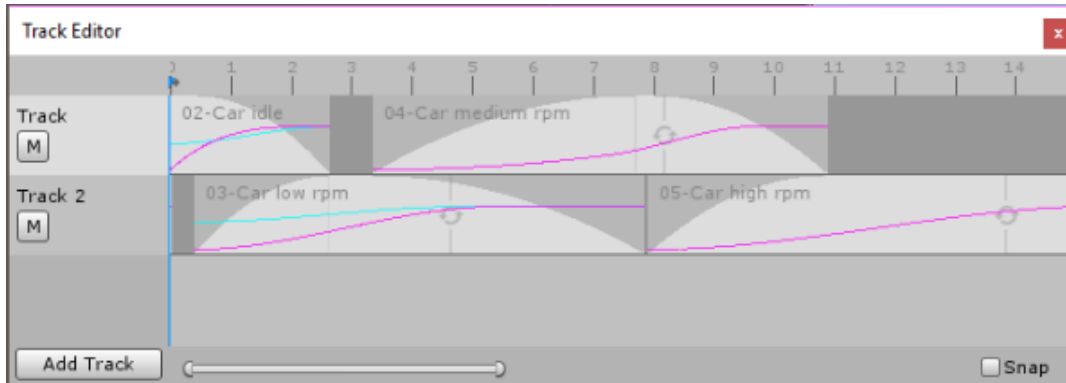 Track Editor
x
0 1 2 3 4 5 6 7 8 9 10 11 12 13 14
Track
02-Car idle
04-Car medium rpm
M
Track 2
03-Car low rpm
05-Car high rpm
M
Add Track
Snap